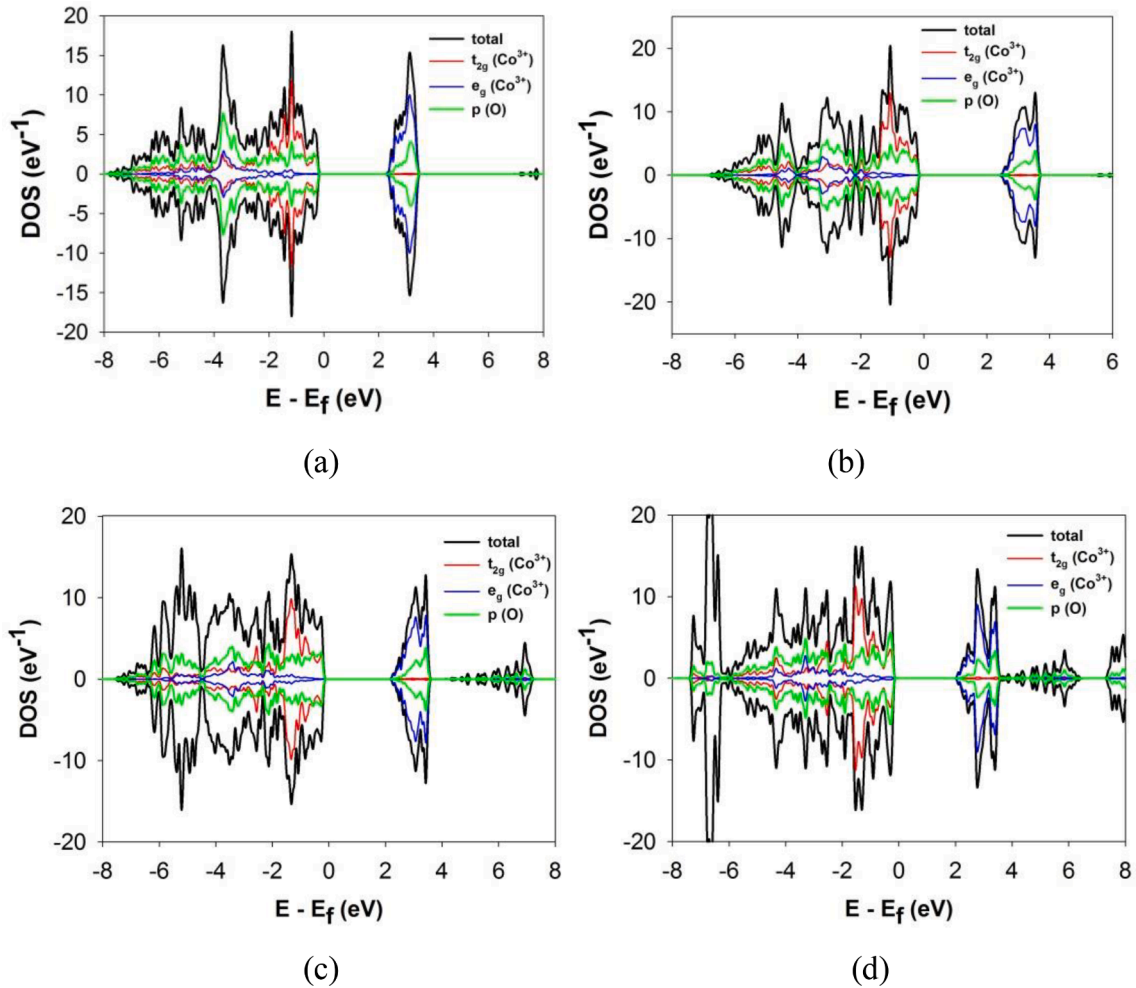 20
15
10
5
0
5
-10
-15
-20
DOS (eV⁻¹)
total
t₂g (Co³⁺)
eg (Co³⁺)
p (O)
-8 -6 -4 -2 0 2 4 6 8
E - Ef (eV)
(a)
20
10
0
-10
-20
DOS (eV⁻¹)
total
t₂g (Co³⁺)
eg (Co³⁺)
p (O)
-8 -6 -4 -2 0 2 4 6
E - Ef (eV)
(b)
20
10
0
-10
-20
DOS (eV⁻¹)
total
t₂g (Co³⁺)
eg (Co³⁺)
p (O)
-8 -6 -4 -2 0 2 4 6 8
E - Ef (eV)
(c)
20
10
0
-10
-20
DOS (eV⁻¹)
total
t₂g (Co³⁺)
eg (Co³⁺)
p (O)
-8 -6 -4 -2 0 2 4 6 8
E - Ef (eV)
(d)